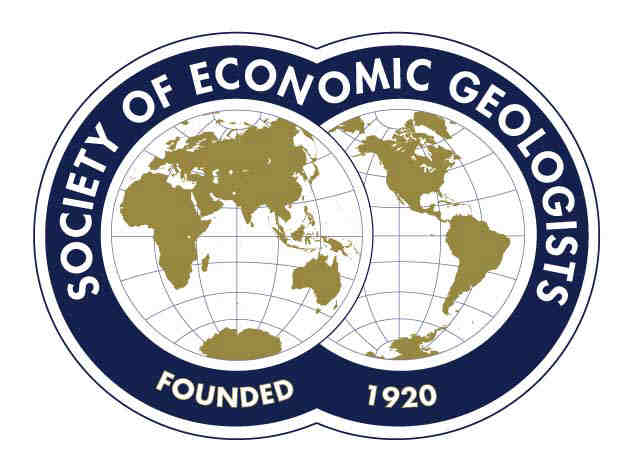 SOCIETY OF ECONOMIC GEOLOGISTS
FOUNDED 1920